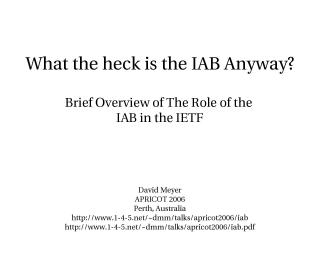 What the heck is the IAB Anyway?
Brief Overview of The Role of the
IAB in the IETF
David Meyer
APRICOT 2006
Perth, Australia
http://www.1-4-5.net/~dmm/talks/apricot2006/iab
http://www.1-4-5.net/~dmm/talks/apricot2006/iab.pdf